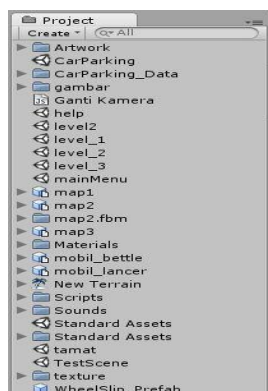 Project
Create All
Artwork
CarParking
CarParking_Data
gambar
Ganti Kamera
help
level2
level_1
level_2
level_3
mainMenu
map1
map2
map2.fbm
map3
Materials
mobil_bettle
mobil_lancer
New Terrain
Scripts
Sounds
Standard Assets
Standard Assets
tamat
TestScene
texture
WheelSlip_Prefab